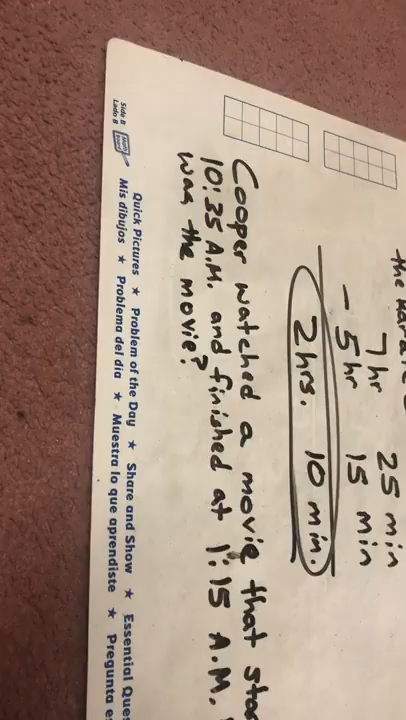 7 hr 25 min
- 5 hr 15 min
2 hrs. 10 min.
Cooper watched a movie that
10:35 A.M. and finished at 1:15 A.M.
was the movie?
Quick Pictures ★ Problem of the Day ★ Share and Show ★ Essential
Mis dibujos ★ Problema del día ★ Muestra lo que aprendiste ★ Pregunta
Side B
Lado B